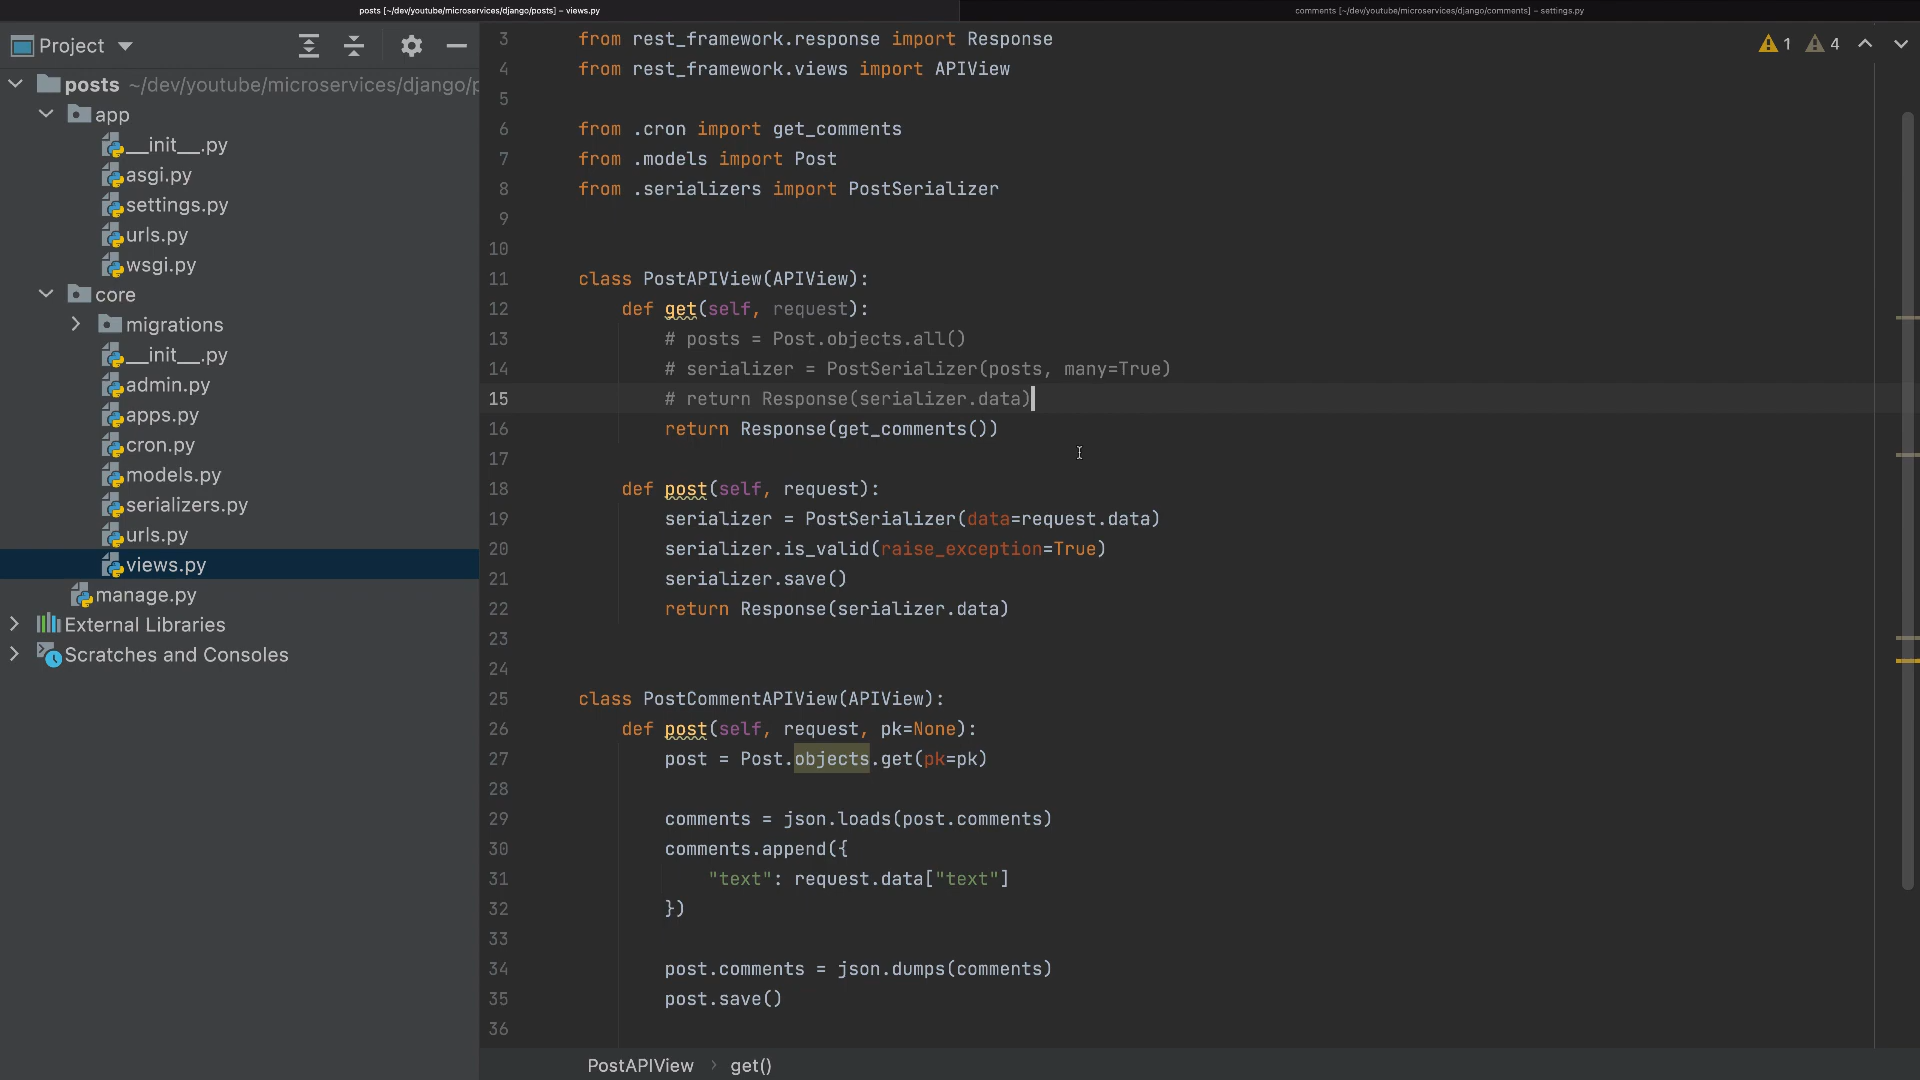 posts [~/dev/youtube/microservices/django/posts] – views.py
comments [~/dev/youtube/microservices/django/comments] – settings.py
Project
posts ~/dev/youtube/microservices/django/p
app
__init__.py
asgi.py
settings.py
urls.py
wsgi.py
core
migrations
__init__.py
admin.py
apps.py
cron.py
models.py
serializers.py
urls.py
views.py
manage.py
External Libraries
Scratches and Consoles
1 4
3 from rest_framework.response import Response
4 from rest_framework.views import APIView
5
6 from .cron import get_comments
7 from .models import Post
8 from .serializers import PostSerializer
9
10
11 class PostAPIView(APIView):
12 def get(self, request):
13 # posts = Post.objects.all()
14 # serializer = PostSerializer(posts, many=True)
15 # return Response(serializer.data)
16 return Response(get_comments())
17
18 def post(self, request):
19 serializer = PostSerializer(data=request.data)
20 serializer.is_valid(raise_exception=True)
21 serializer.save()
22 return Response(serializer.data)
23
24
25 class PostCommentAPIView(APIView):
26 def post(self, request, pk=None):
27 post = Post.objects.get(pk=pk)
28
29 comments = json.loads(post.comments)
30 comments.append({
31 "text": request.data["text"]
32 })
33
34 post.comments = json.dumps(comments)
35 post.save()
36
PostAPIView › get()